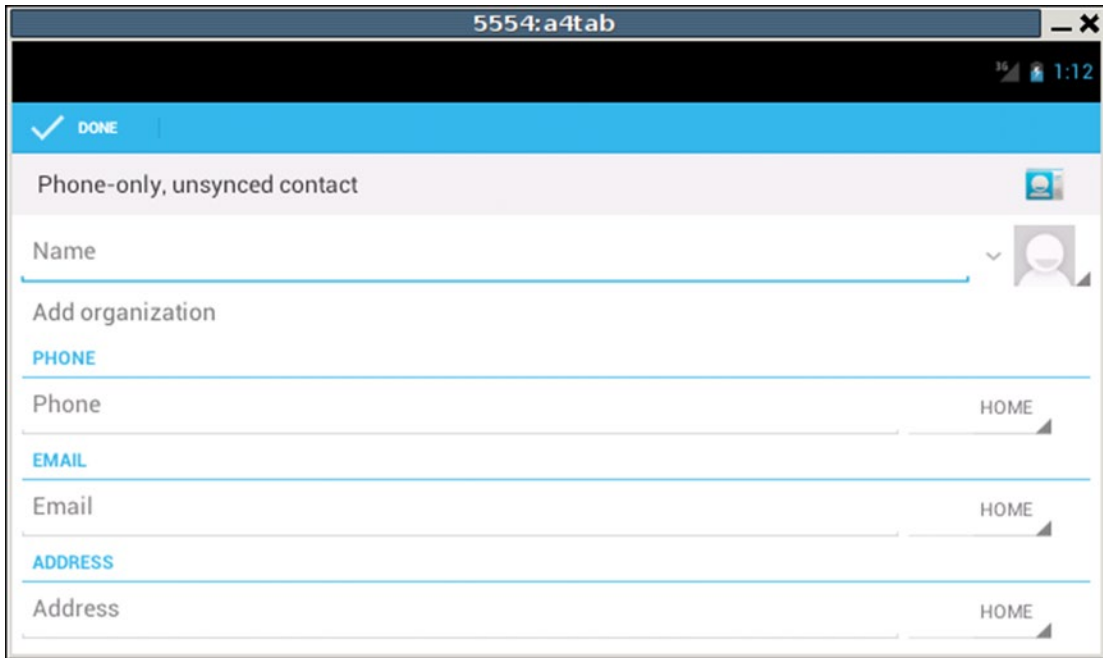 5554:a4tab
3G 1:12
DONE
Phone-only, unsynced contact
Name
Add organization
PHONE
Phone HOME
EMAIL
Email HOME
ADDRESS
Address HOME